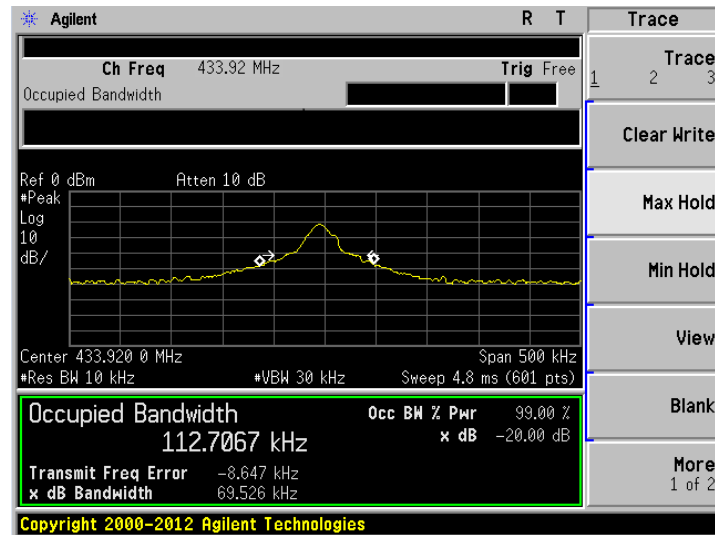 Agilent R T Trace
Ch Freq 433.92 MHz Trig Free
Occupied Bandwidth
Trace
1 2 3
Clear Write
Max Hold
Min Hold
View
Blank
More
1 of 2
Ref 0 dBm Atten 10 dB
#Peak
Log
10
dB/
Center 433.920 0 MHz Span 500 kHz
#Res BW 10 kHz #VBW 30 kHz Sweep 4.8 ms (601 pts)
Occupied Bandwidth Occ BW % Pwr 99.00 %
112.7067 kHz x dB -20.00 dB
Transmit Freq Error -8.647 kHz
x dB Bandwidth 69.526 kHz
Copyright 2000-2012 Agilent Technologies